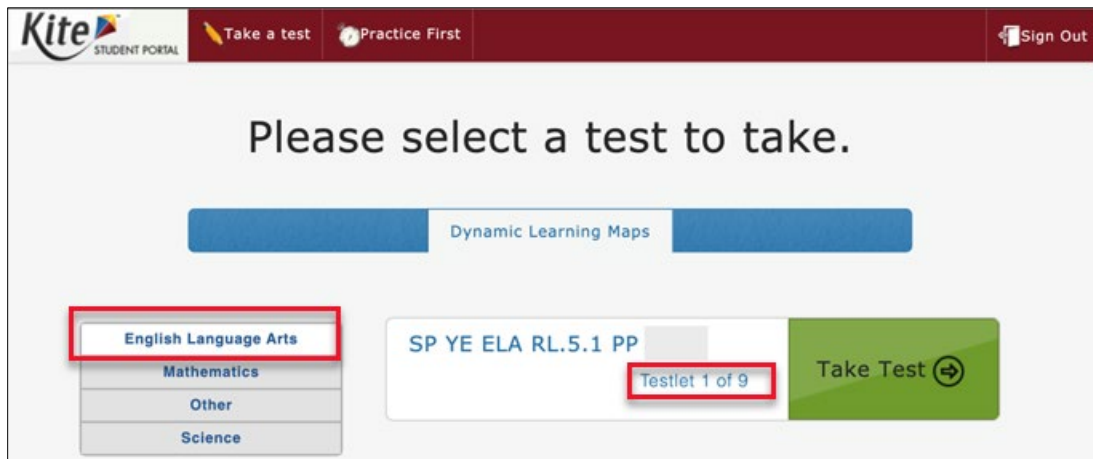 Kite STUDENT PORTAL Take a test Practice First Sign Out
Please select a test to take.
Dynamic Learning Maps
English Language Arts
Mathematics
Other
Science
SP YE ELA RL.5.1 PP
Testlet 1 of 9
Take Test